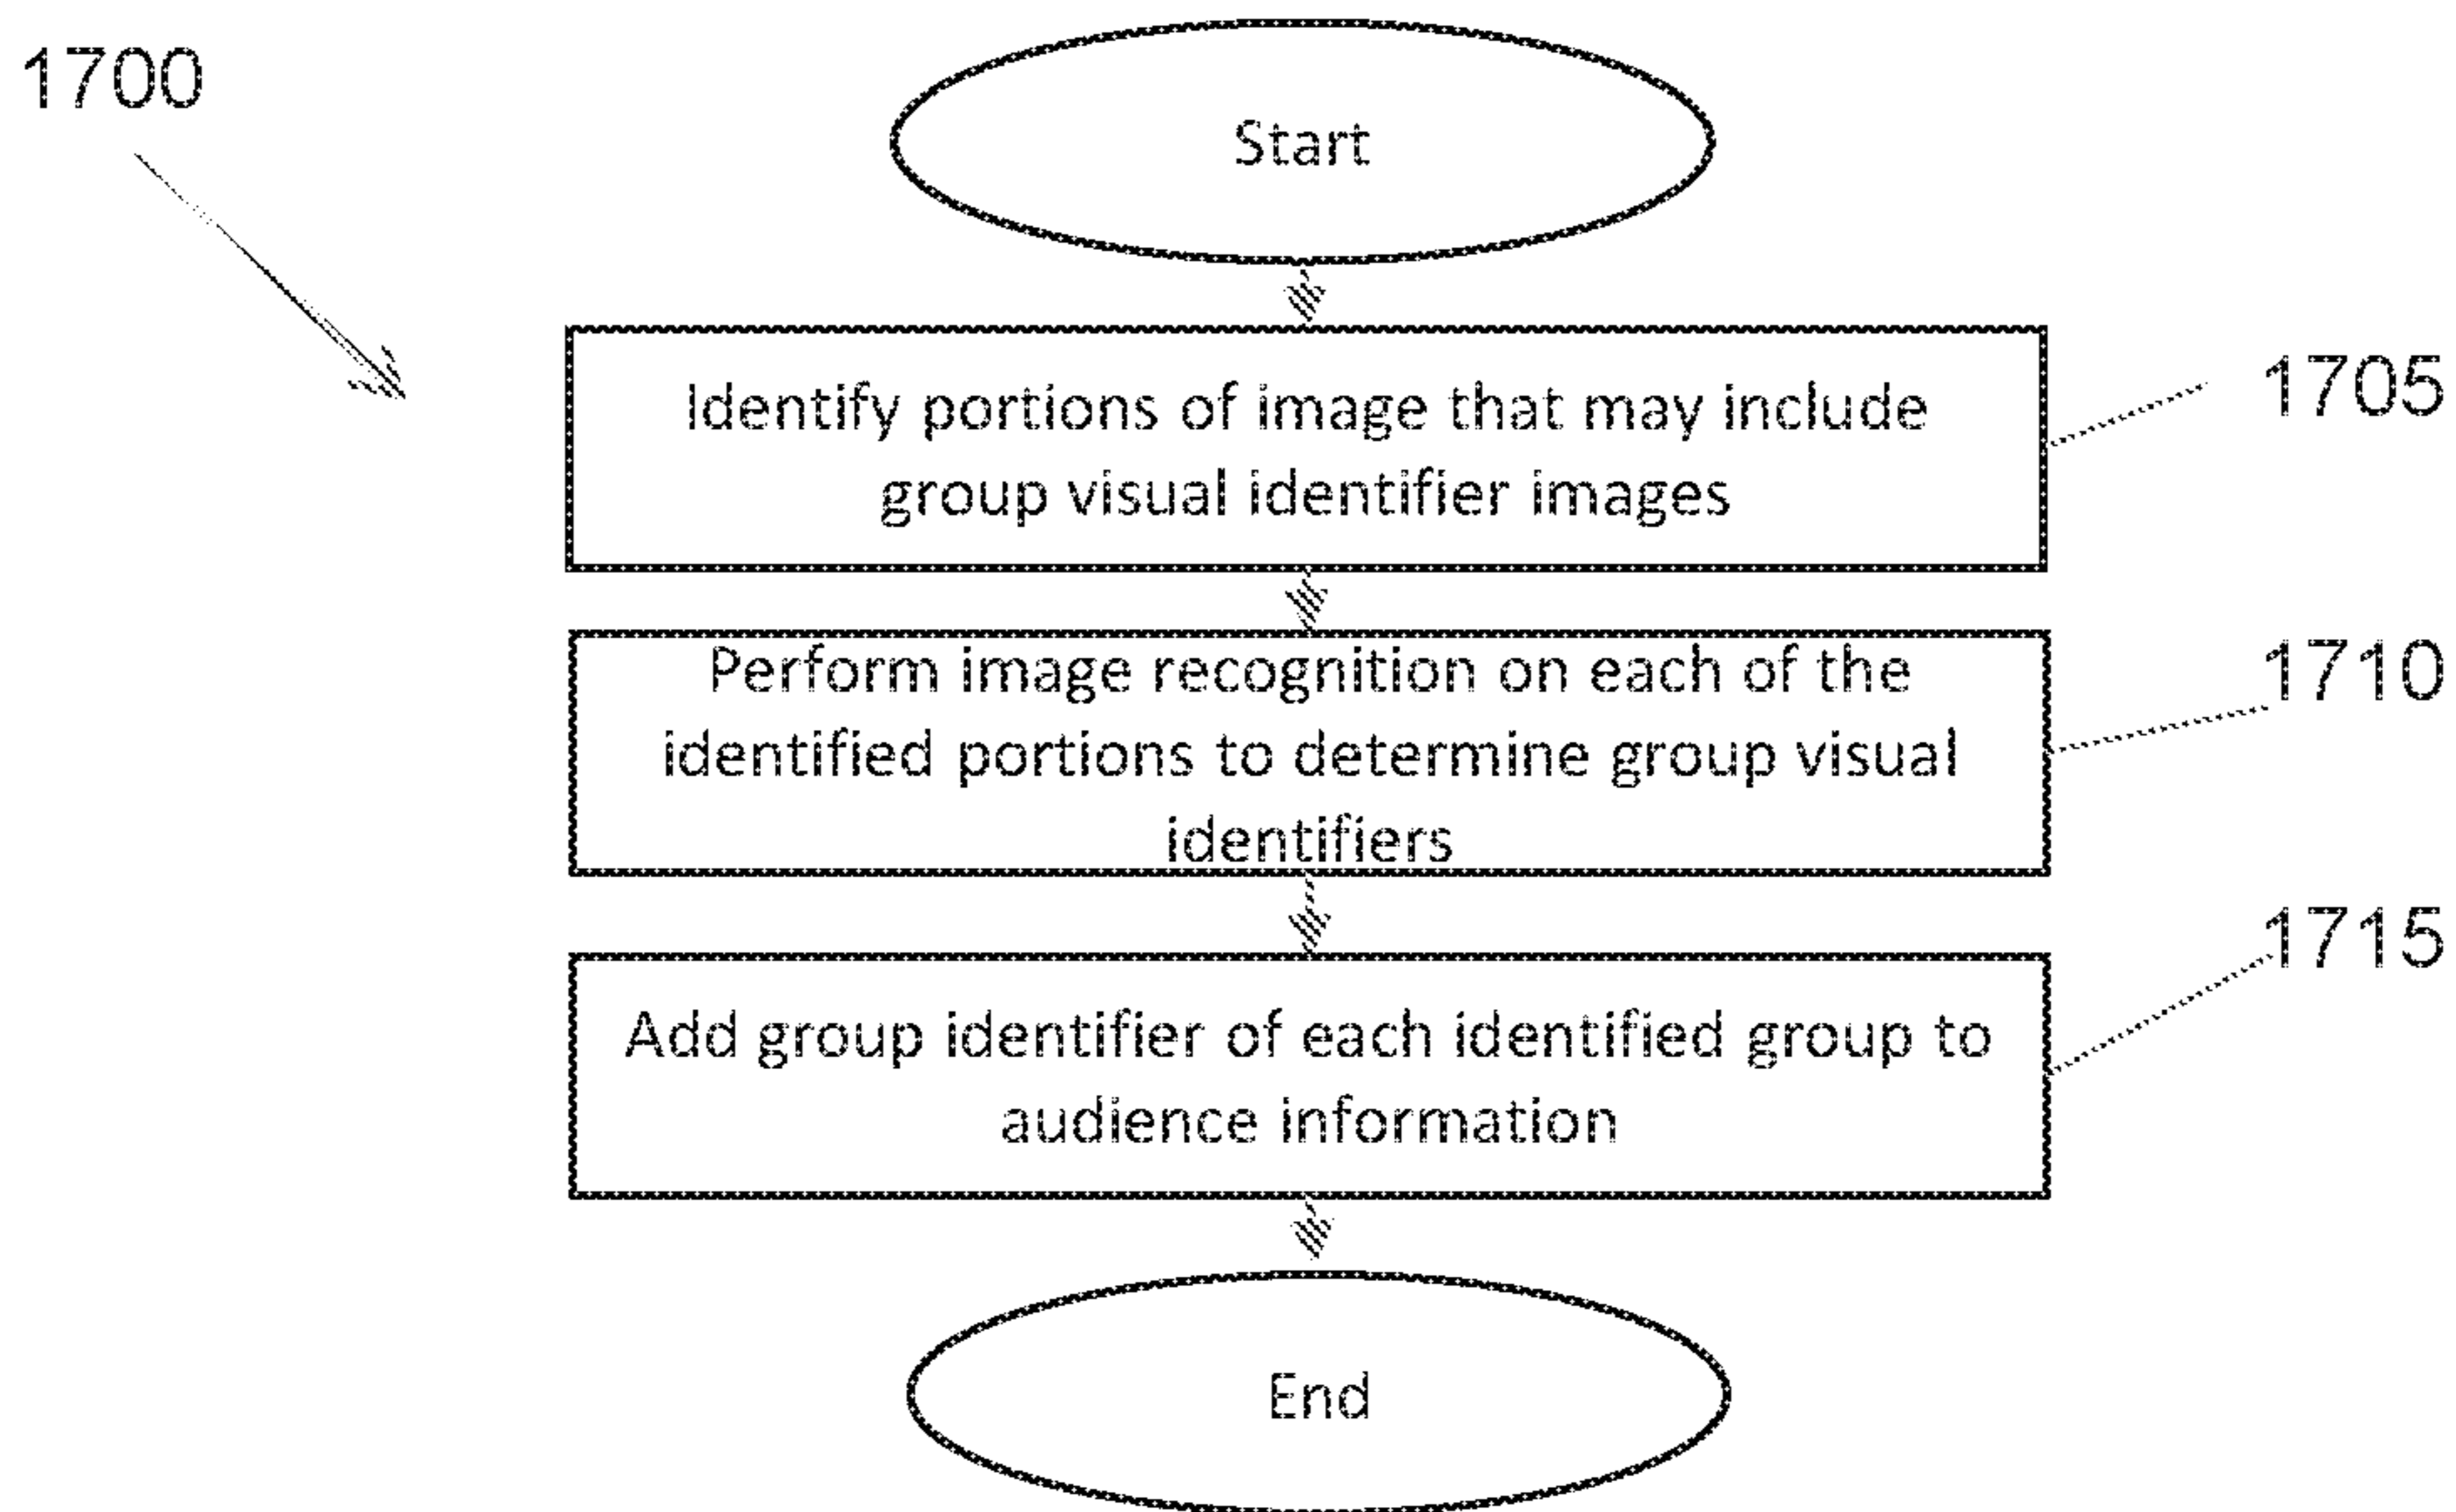 1700
Start
Identify portions of image that may include
group visual identifier images
1705
Perform image recognition on each of the
identified portions to determine group visual
identifiers
1710
Add group identifier of each identified group to
audience information
1715
End